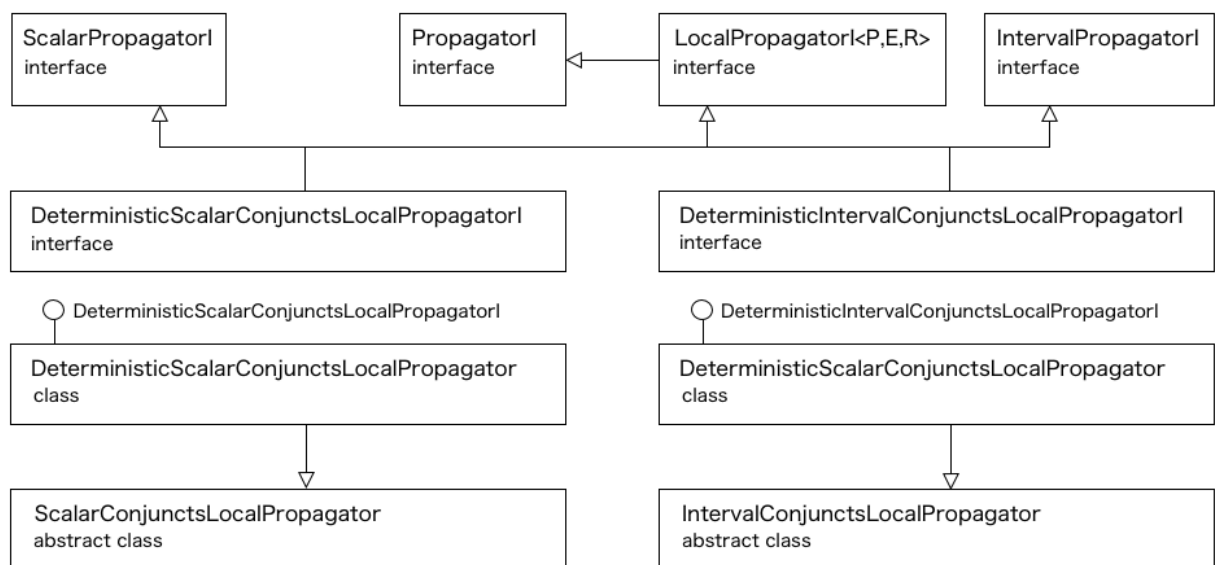 ScalarPropagatorI
interface
PropagatorI
interface
LocalPropagatorI<P,E,R>
interface
IntervalPropagatorI
interface
DeterministicScalarConjunctsLocalPropagatorI
interface
DeterministicIntervalConjunctsLocalPropagatorI
interface
DeterministicScalarConjunctsLocalPropagatorI
DeterministicIntervalConjunctsLocalPropagatorI
DeterministicScalarConjunctsLocalPropagator
class
DeterministicScalarConjunctsLocalPropagator
class
ScalarConjunctsLocalPropagator
abstract class
IntervalConjunctsLocalPropagator
abstract class